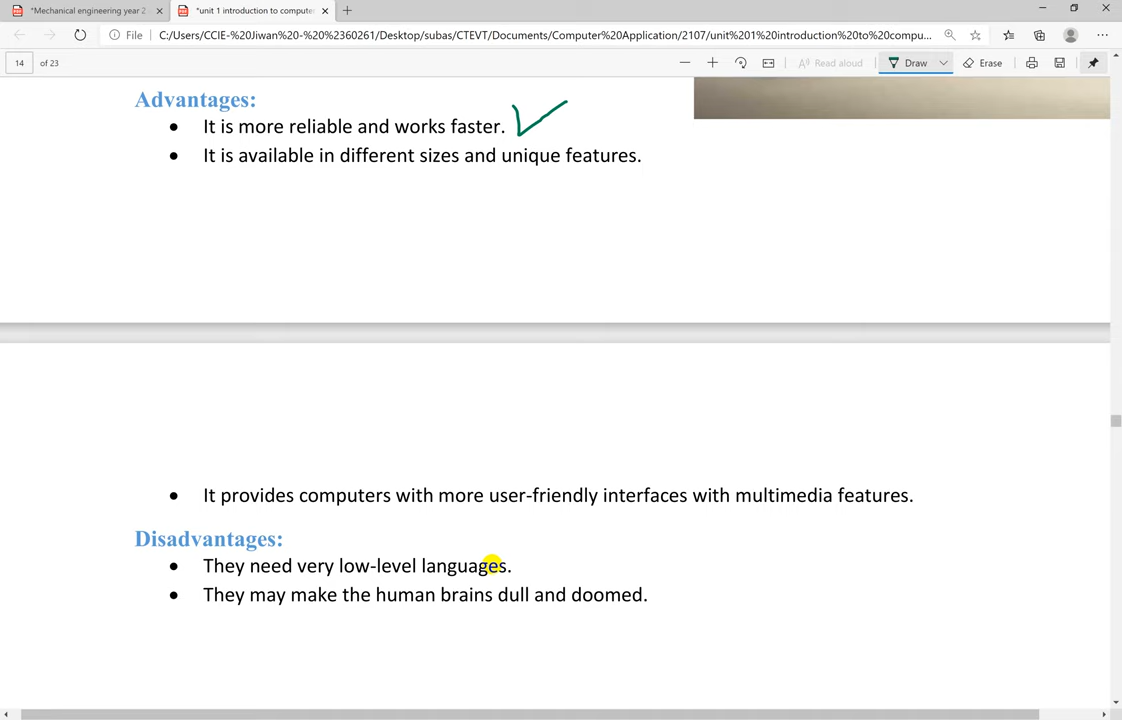 *Mechanical engineering year 2
*unit 1 introduction to compute
File
C:/Users/CCIE-%20Jiwan%20-%20%2360261/Desktop/subas/CTEVT/Documents/Computer%20Application/2107/unit%201%20introduction%20to%20compu...
14 of 23
Read aloud
Draw
Erase
Advantages:
• It is more reliable and works faster.
• It is available in different sizes and unique features.
• It provides computers with more user-friendly interfaces with multimedia features.
Disadvantages:
• They need very low-level languages.
• They may make the human brains dull and doomed.